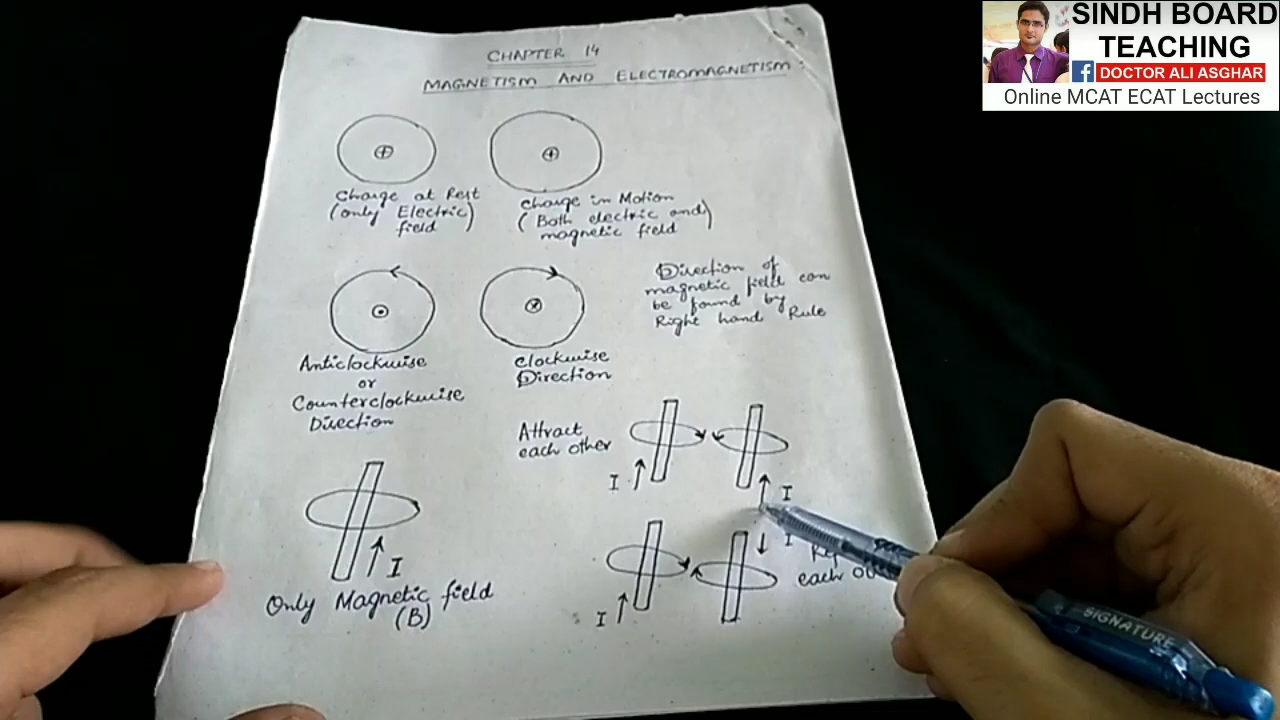 SINDH BOARD
TEACHING
f DOCTOR ALI ASGHAR
Online MCAT ECAT Lectures
CHAPTER 14
MAGNETISM AND ELECTROMAGNETISM
Charge at Rest
(only Electric)
field
Charge in Motion
(Both electric and)
magnetic field
Direction of
magnetic field can
be found by
Right hand Rule
Anticlockwise
or
Counterclockwise
Direction
Clockwise
Direction
Attract
each other
I
I
I
Only Magnetic field
(B)
I
each
I